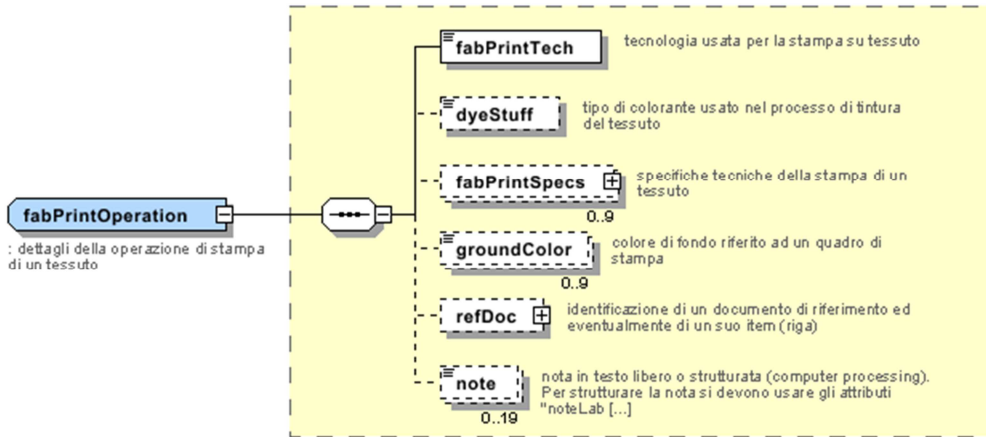 fabPrintTech
tecnologia usata per la stampa su tessuto
dyeStuff
tipo di colorante usato nel processo di tintura
del tessuto
fabPrintSpecs
specifiche tecniche della stampa di un
tessuto
0..9
fabPrintOperation
: dettagli della operazione di stampa
di un tessuto
groundColor
colore di fondo riferito ad un quadro di
stampa
0..9
refDoc
identificazione di un documento di riferimento ed
eventualmente di un suo item (riga)
note
nota in testo libero o strutturata (computer processing).
Per strutturare la nota si devono usare gli attributi
"noteLab [...]
0..19